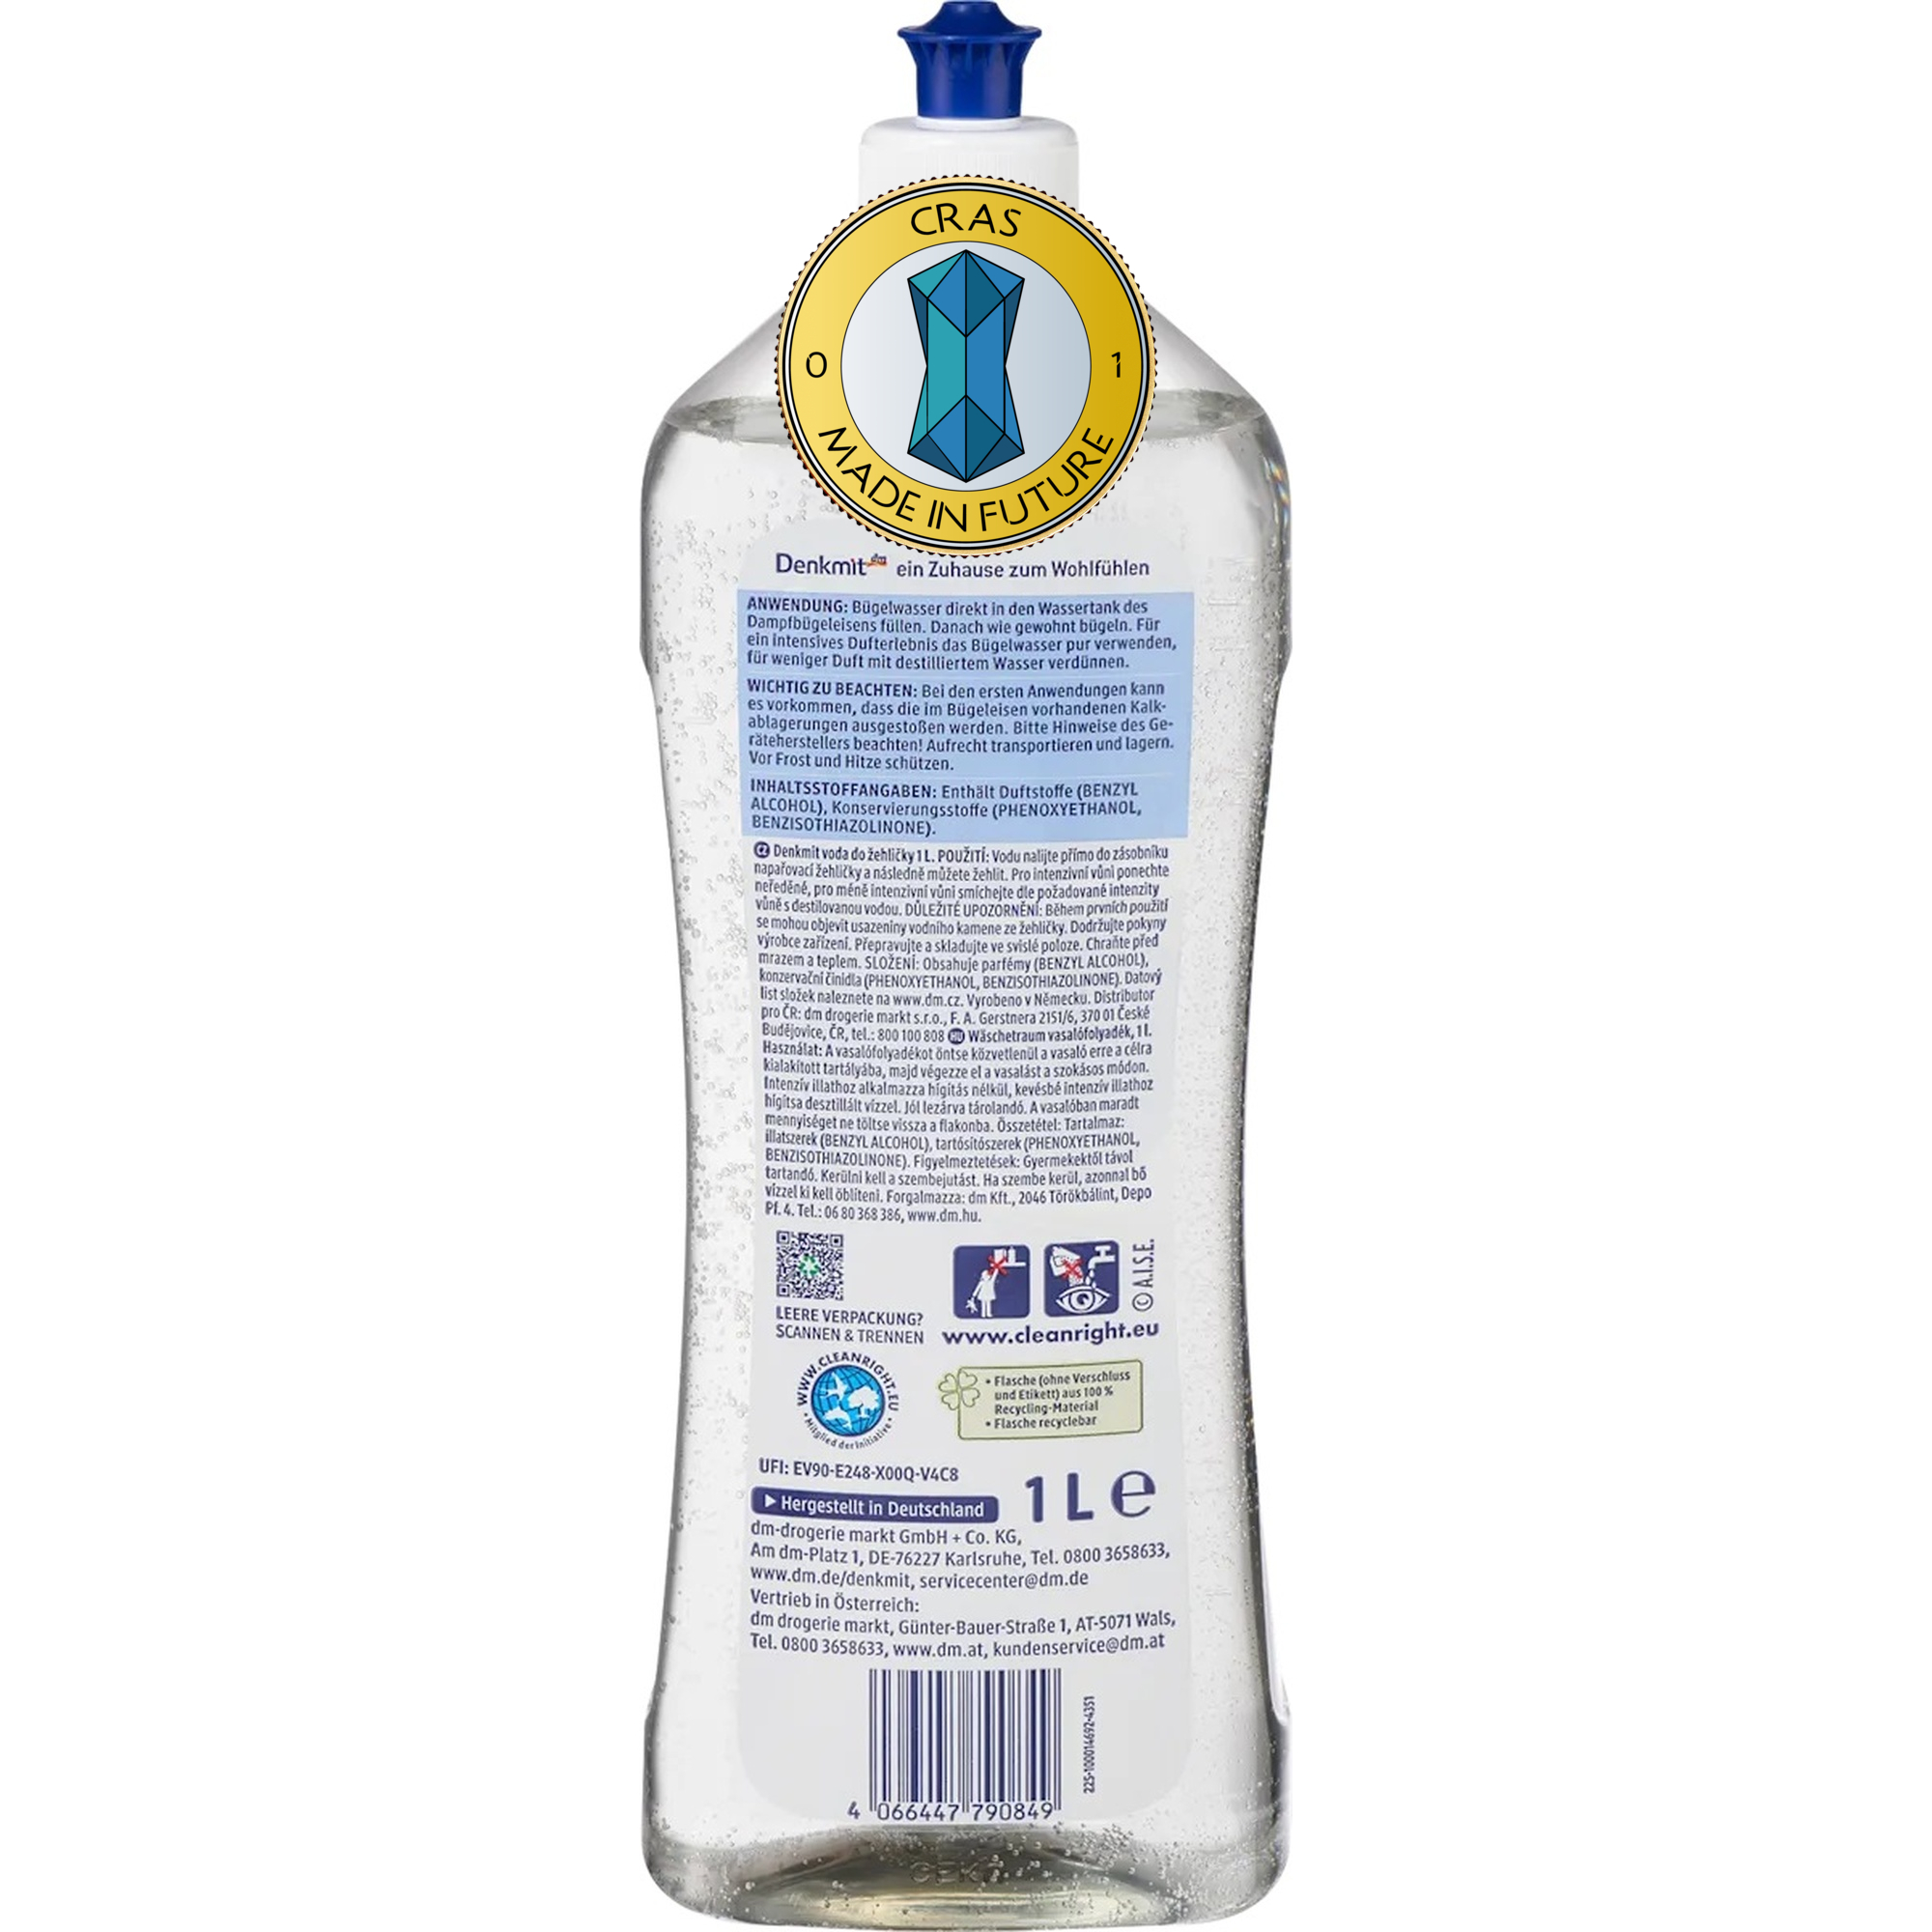 CRAS
0 1
MADE IN FUTURE
Denkmit dm ein Zuhause zum Wohlfühlen
ANWENDUNG: Bügelwasser direkt in den Wassertank des
Dampfbügeleisens füllen. Danach wie gewohnt bügeln. Für
ein intensives Dufterlebnis das Bügelwasser pur verwenden,
für weniger Duft mit destilliertem Wasser verdünnen.
WICHTIG ZU BEACHTEN: Bei den ersten Anwendungen kann
es vorkommen, dass die im Bügeleisen vorhandenen Kalk-
ablagerungen ausgestoßen werden. Bitte Hinweise des Ge-
räteherstellers beachten! Aufrecht transportieren und lagern.
Vor Frost und Hitze schützen.
INHALTSSTOFFANGABEN: Enthält Duftstoffe (BENZYL
ALCOHOL), Konservierungsstoffe (PHENOXYETHANOL,
BENZISOTHIAZOLINONE).
CZ Denkmit voda do žehličky 1 L. POUŽITÍ: Vodu nalijte přímo do zásobníku
napařovací žehličky a následně můžete žehlit. Pro intenzivní vůni ponechte
neředěné, pro méně intenzivní vůni smíchejte dle požadované intenzity
vůně s destilovanou vodou. DŮLEŽITÉ UPOZORNĚNÍ: Během prvních použití
se mohou objevit usazeniny vodního kamene ze žehličky. Dodržujte pokyny
výrobce zařízení. Přepravujte a skladujte ve svislé poloze. Chraňte před
mrazem a teplem. SLOŽENÍ: Obsahuje parfémy (BENZYL ALCOHOL),
konzervační činidla (PHENOXYETHANOL, BENZISOTHIAZOLINONE). Datový
list složek naleznete na www.dm.cz. Vyrobeno v Německu. Distributor
pro ČR: dm drogerie markt s.r.o., F. A. Gerstnera 2151/6, 370 01 České
Budějovice, ČR, tel.: 800 100 808 HU Wäschetraum vasalófolyadék, 1 l.
Használat: A vasalófolyadékot öntse közvetlenül a vasaló erre a célra
kialakított tartályába, majd végezze el a vasalást a szokásos módon.
Intenzív illathoz alkalmazza hígítás nélkül, kevésbé intenzív illathoz
hígítsa desztillált vízzel. Jól lezárva tárolandó. A vasalóban maradt
mennyiséget ne töltse vissza a flakonba. Összetétel: Tartalmaz:
illatszerek (BENZYL ALCOHOL), tartósítószerek (PHENOXYETHANOL,
BENZISOTHIAZOLINONE). Figyelmeztetések: Gyermekektől távol
tartandó. Kerülni kell a szembejutást. Ha szembe kerül, azonnal bő
vízzel ki kell öblíteni. Forgalmazza: dm Kft., 2046 Törökbálint, Depo
Pf. 4. Tel.: 06 80 368 386, www.dm.hu.
LEERE VERPACKUNG?
SCANNEN & TRENNEN
© A.I.S.E.
www.cleanright.eu
WWW.CLEANRIGHT.EU
• Mitglied der Initiative •
• Flasche (ohne Verschluss
und Etikett) aus 100 %
Recycling-Material
• Flasche recyclebar
UFI: EV90-E248-X00Q-V4C8
Hergestellt in Deutschland
1 L e
dm-drogerie markt GmbH + Co. KG,
Am dm-Platz 1, DE-76227 Karlsruhe, Tel. 0800 3658633,
www.dm.de/denkmit, servicecenter@dm.de
Vertrieb in Österreich:
dm drogerie markt, Günter-Bauer-Straße 1, AT-5071 Wals,
Tel. 0800 3658633, www.dm.at, kundenservice@dm.at
225-100014692-4351
4 066447 790849